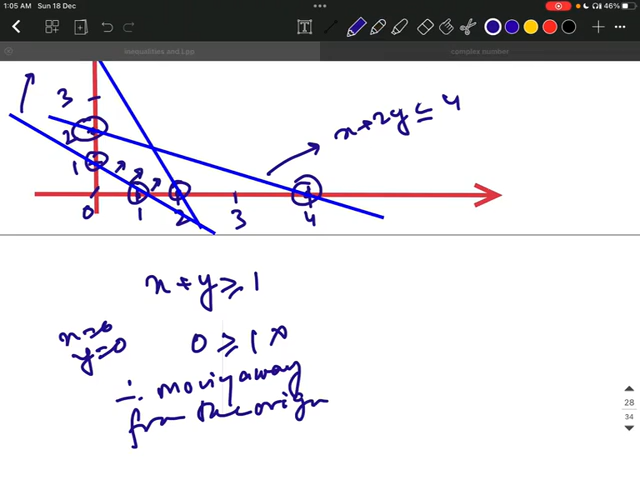 1:05 AM Sun 18 Dec
46%
Inequalities and Lpp
complex number
3
2
1
0 1 2 3 4
x+2y ≤ 4
x + y ⩾ 1
x=0
y=0
0 ⩾ 1 ×
∴ moving away
from the origin
28
34